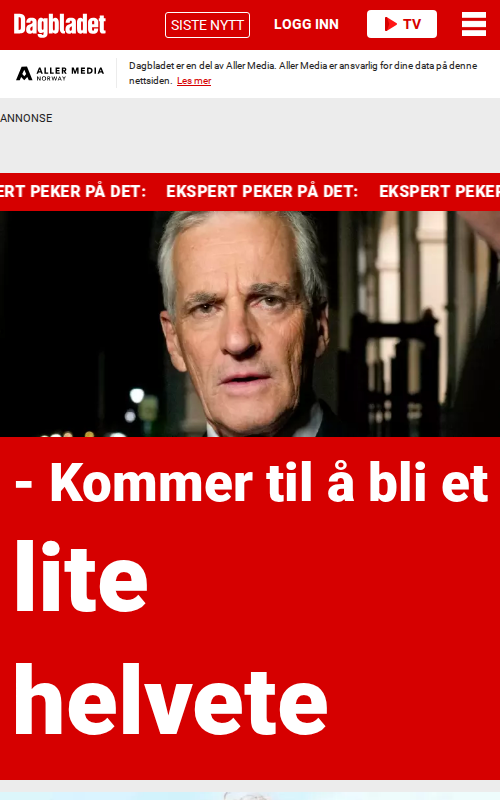 Dagbladet SISTE NYTT LOGG INN TV
ALLER MEDIA
NORWAY
Dagbladet er en del av Aller Media. Aller Media er ansvarlig for dine data på denne
nettsiden. Les mer
ANNONSE
ERT PEKER PÅ DET: EKSPERT PEKER PÅ DET: EKSPERT PEKER
- Kommer til å bli et
lite
helvete